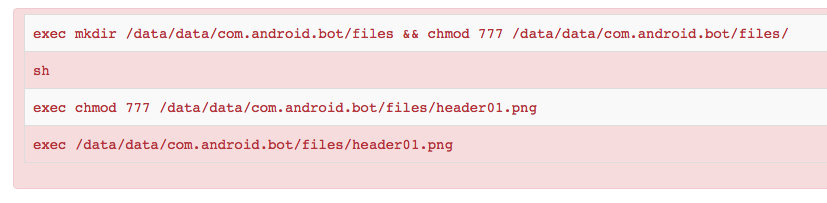 exec mkdir /data/data/com.android.bot/files && chmod 777 /data/data/com.android.bot/files/
sh
exec chmod 777 /data/data/com.android.bot/files/header01.png
exec /data/data/com.android.bot/files/header01.png